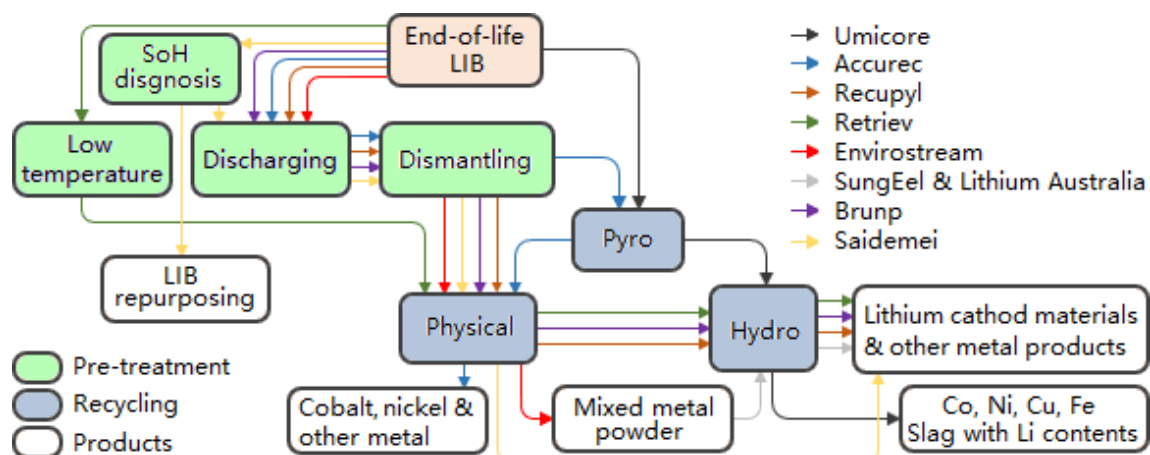 End-of-life
LIB
SoH
disgnosis
Low
temperature
Discharging
Dismantling
LIB
repurposing
Pyro
Physical
Hydro
Lithium cathod materials
& other metal products
Cobalt, nickel &
other metal
Mixed metal
powder
Co, Ni, Cu, Fe
Slag with Li contents
Umicore
Accurec
Recupyl
Retriev
Envirostream
SungEel & Lithium Australia
Brunp
Saidemei
Pre-treatment
Recycling
Products